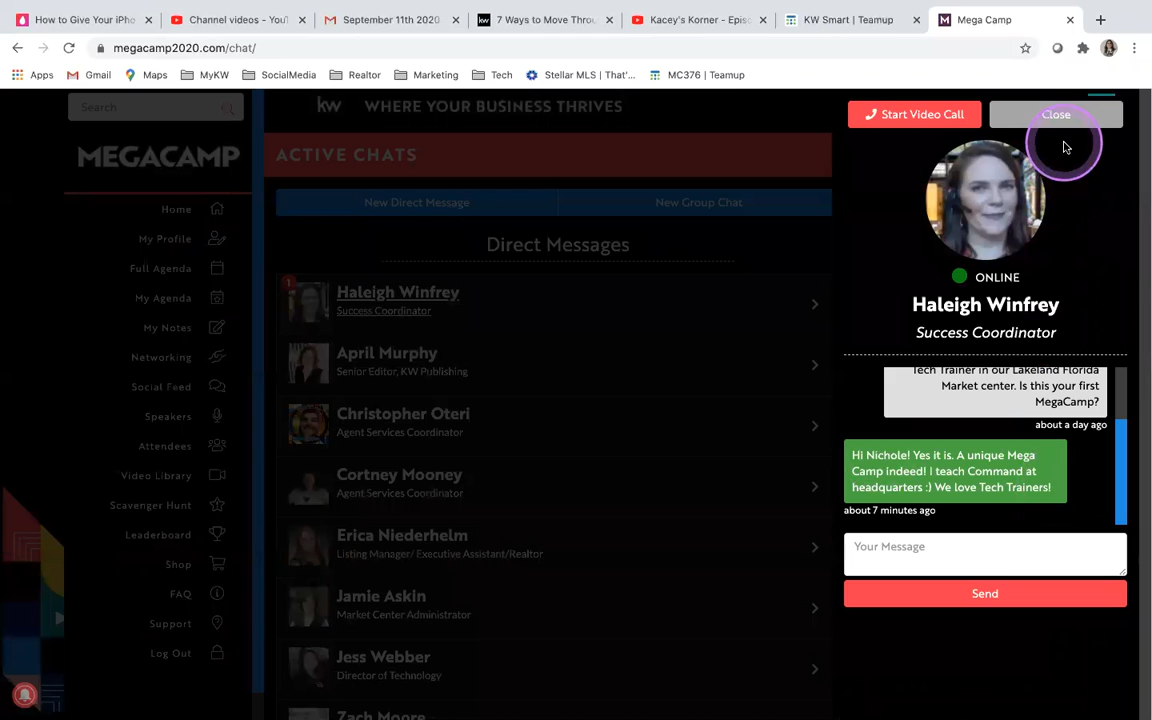 How to Give Your iPho
Channel videos - YouT
September 11th 2020
7 Ways to Move Throu
Kacey's Korner - Episo
KW Smart | Teamup
Mega Camp
megacamp2020.com/chat/
Apps
Gmail
Maps
MyKW
SocialMedia
Realtor
Marketing
Tech
Stellar MLS | That'...
MC376 | Teamup
Search
MEGACAMP
Home
My Profile
Full Agenda
My Agenda
My Notes
Networking
Social Feed
Speakers
Attendees
Video Library
Scavenger Hunt
Leaderboard
Shop
FAQ
Support
Log Out
kw WHERE YOUR BUSINESS THRIVES
ACTIVE CHATS
New Direct Message
New Group Chat
Direct Messages
1
Haleigh Winfrey
Success Coordinator
April Murphy
Senior Editor, KW Publishing
Christopher Oteri
Agent Services Coordinator
Cortney Mooney
Agent Services Coordinator
Erica Niederhelm
Listing Manager/ Executive Assistant/Realtor
Jamie Askin
Market Center Administrator
Jess Webber
Director of Technology
Zach Moore
Start Video Call
Close
ONLINE
Haleigh Winfrey
Success Coordinator
Tech Trainer in our Lakeland Florida
Market center. Is this your first
MegaCamp?
about a day ago
Hi Nichole! Yes it is. A unique Mega
Camp indeed! I teach Command at
headquarters :) We love Tech Trainers!
about 7 minutes ago
Your Message
Send